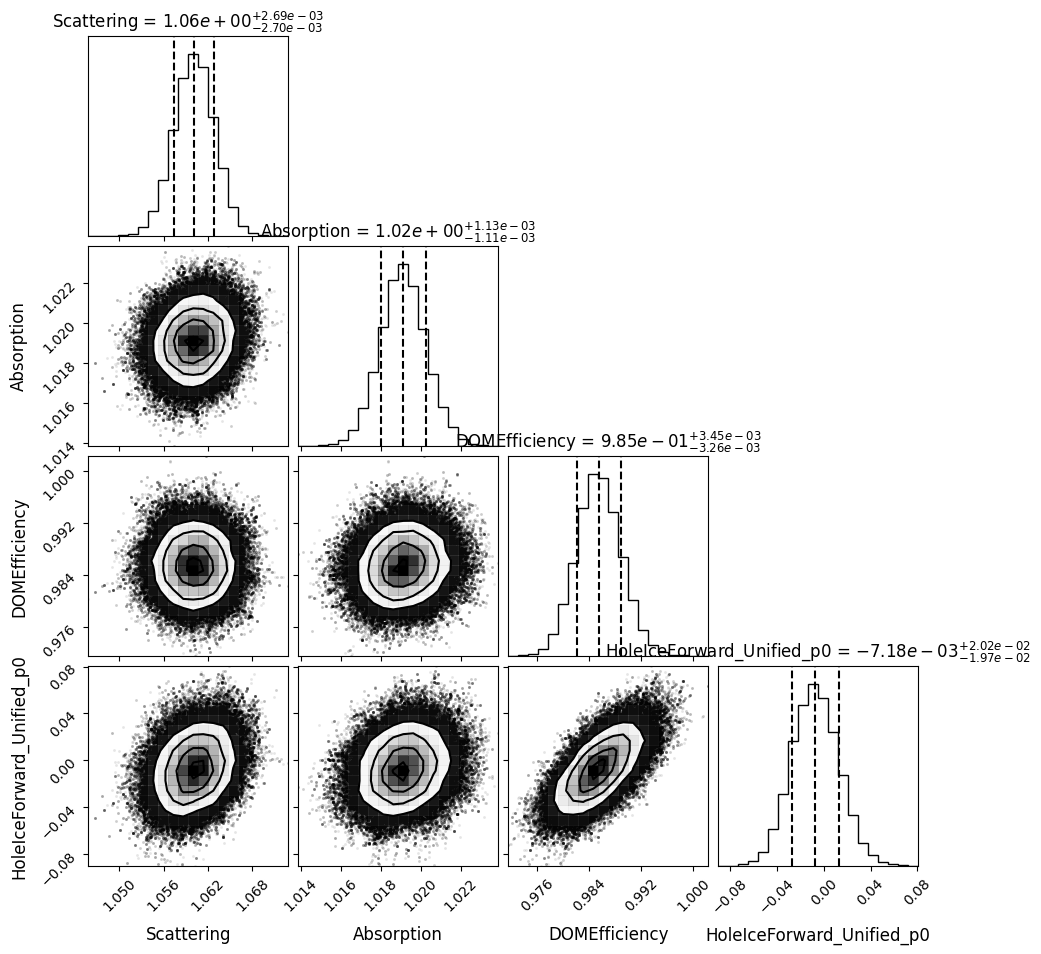 Scattering = 1.06e+00 +2.69e−03 −2.70e−03
Absorption = 1.02e+00 +1.13e−03 −1.11e−03
Absorption
1.022
1.020
1.018
1.016
1.014
DOMEfficiency = 9.85e−01 +3.45e−03 −3.26e−03
DOMEfficiency
1.000
0.992
0.984
0.976
HoleIceForward_Unified_p0 = −7.18e−03 +2.02e−02 −1.97e−02
HoleIceForward_Unified_p0
0.08
0.04
0.00
−0.04
−0.08
1.050 1.056 1.062 1.068 1.014 1.016 1.018 1.020 1.022 0.976 0.984 0.992 1.000 −0.08 −0.04 0.00 0.04 0.08
Scattering Absorption DOMEfficiency HoleIceForward_Unified_p0